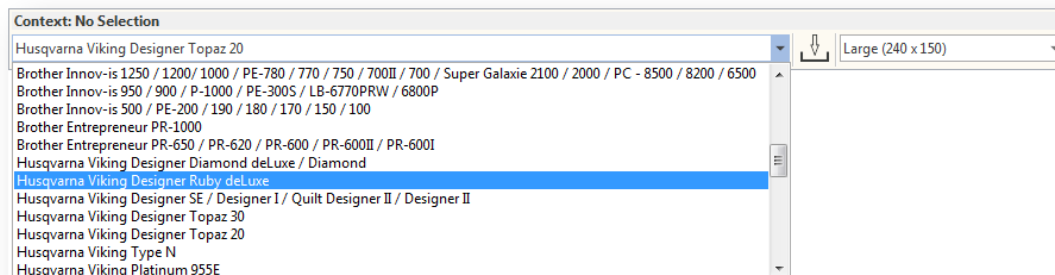 Context: No Selection
Husqvarna Viking Designer Topaz 20
Large (240 x 150)
Brother Innov-is 1250 / 1200/ 1000 / PE-780 / 770 / 750 / 700II / 700 / Super Galaxie 2100 / 2000 / PC - 8500 / 8200 / 6500
Brother Innov-is 950 / 900 / P-1000 / PE-300S / LB-6770PRW / 6800P
Brother Innov-is 500 / PE-200 / 190 / 180 / 170 / 150 / 100
Brother Entrepreneur PR-1000
Brother Entrepreneur PR-650 / PR-620 / PR-600 / PR-600II / PR-600I
Husqvarna Viking Designer Diamond deLuxe / Diamond
Husqvarna Viking Designer Ruby deLuxe
Husqvarna Viking Designer SE / Designer I / Quilt Designer II / Designer II
Husqvarna Viking Designer Topaz 30
Husqvarna Viking Designer Topaz 20
Husqvarna Viking Type N
Husqvarna Viking Platinum 955E